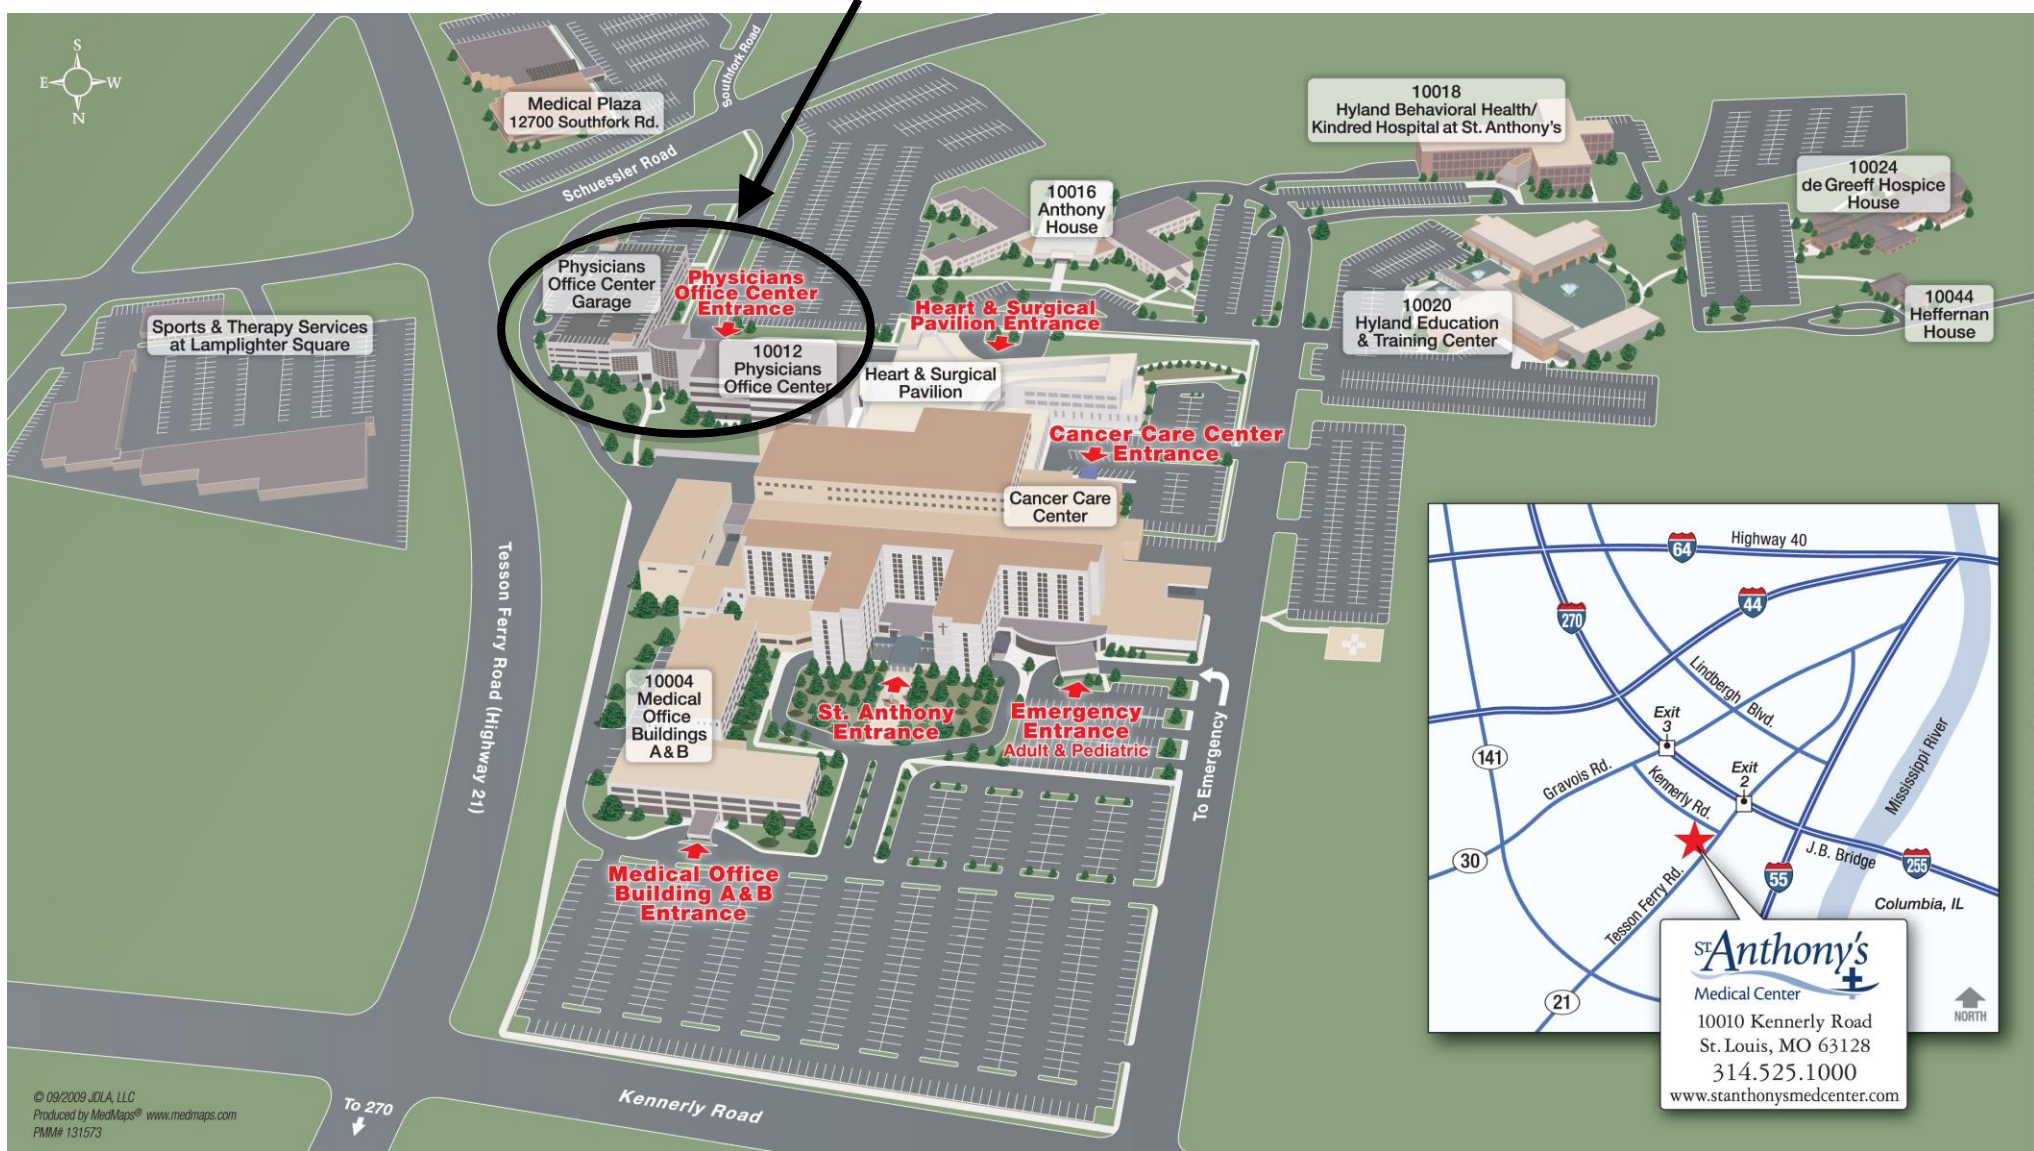 S
E
W
N
Medical Plaza
12700 Southfork Rd.
Southfork Road
Schuessler Road
10018
Hyland Behavioral Health/
Kindred Hospital at St. Anthony's
10024
de Greeff Hospice
House
10016
Anthony
House
Physicians
Office Center
Garage
Physicians
Office Center
Entrance
Heart & Surgical
Pavilion Entrance
10020
Hyland Education
& Training Center
10044
Heffernan
House
Sports & Therapy Services
at Lamplighter Square
10012
Physicians
Office Center
Heart & Surgical
Pavilion
Cancer Care Center
Entrance
Cancer Care
Center
Tesson Ferry Road (Highway 21)
10004
Medical
Office
Buildings
A & B
St. Anthony
Entrance
Emergency
Entrance
Adult & Pediatric
To Emergency
Medical Office
Building A & B
Entrance
Kennerly Road
To 270
© 09/2009 JDLA, LLC
Produced by MedMaps® www.medmaps.com
PMM# 131573
64
Highway 40
44
270
Lindbergh Blvd.
Exit
3
141
Gravois Rd.
Kennerly Rd.
Exit
2
Mississippi River
30
J.B. Bridge
255
55
Tesson Ferry Rd.
Columbia, IL
21
NORTH
ST Anthony's
Medical Center
10010 Kennerly Road
St. Louis, MO 63128
314.525.1000
www.stanthonysmedcenter.com